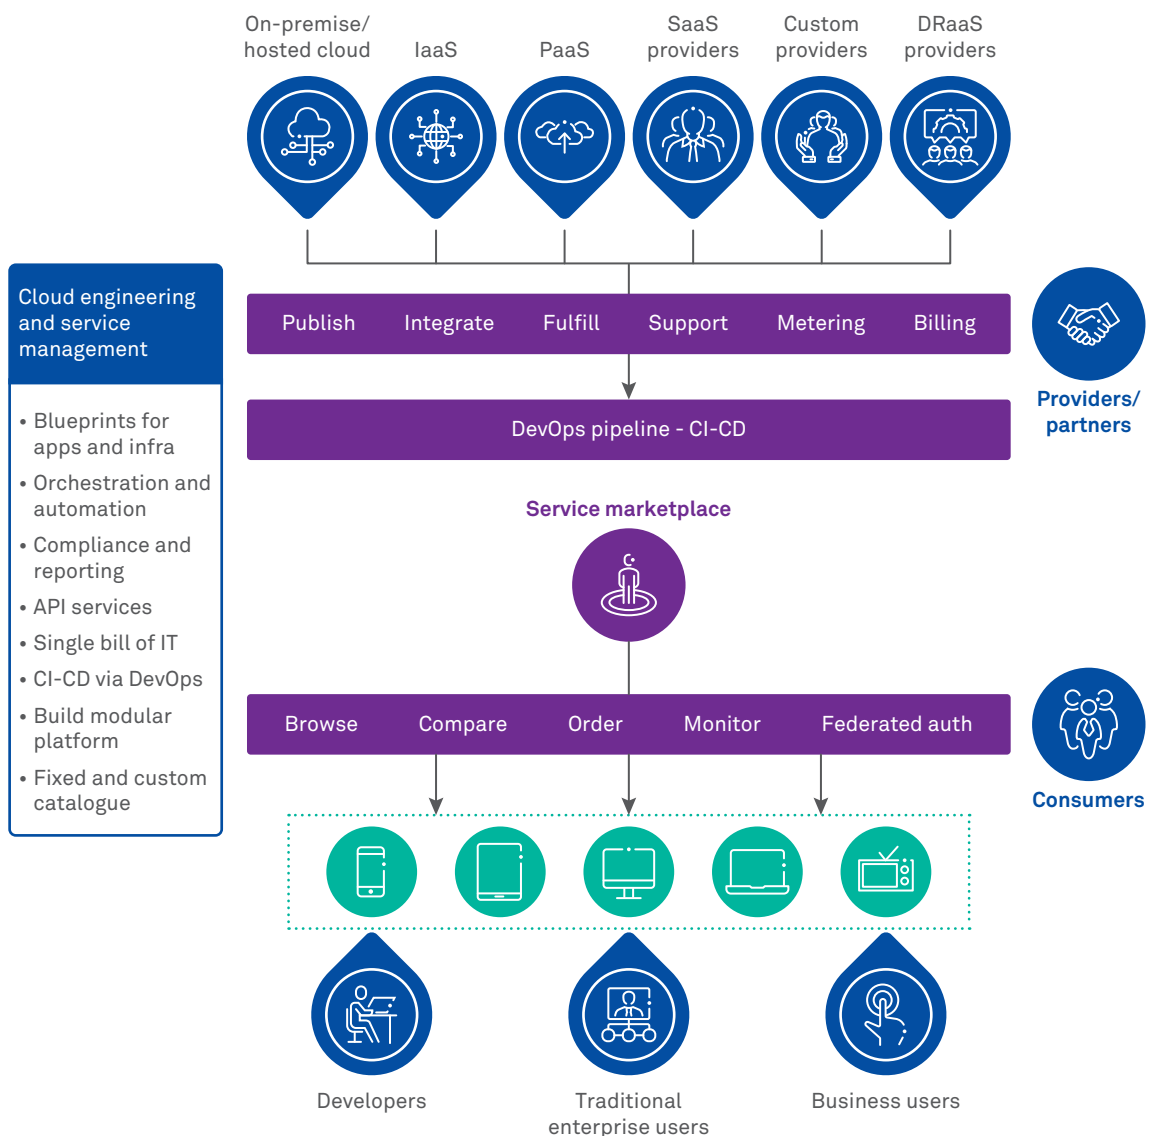 On-premise/
hosted cloud
IaaS
PaaS
SaaS
providers
Custom
providers
DRaaS
providers
Cloud engineering
and service
management
• Blueprints for
apps and infra
• Orchestration and
automation
• Compliance and
reporting
• API services
• Single bill of IT
• CI-CD via DevOps
• Build modular
platform
• Fixed and custom
catalogue
Publish Integrate Fulfill Support Metering Billing
Providers/
partners
DevOps pipeline - CI-CD
Service marketplace
Browse Compare Order Monitor Federated auth
Consumers
Developers
Traditional
enterprise users
Business users